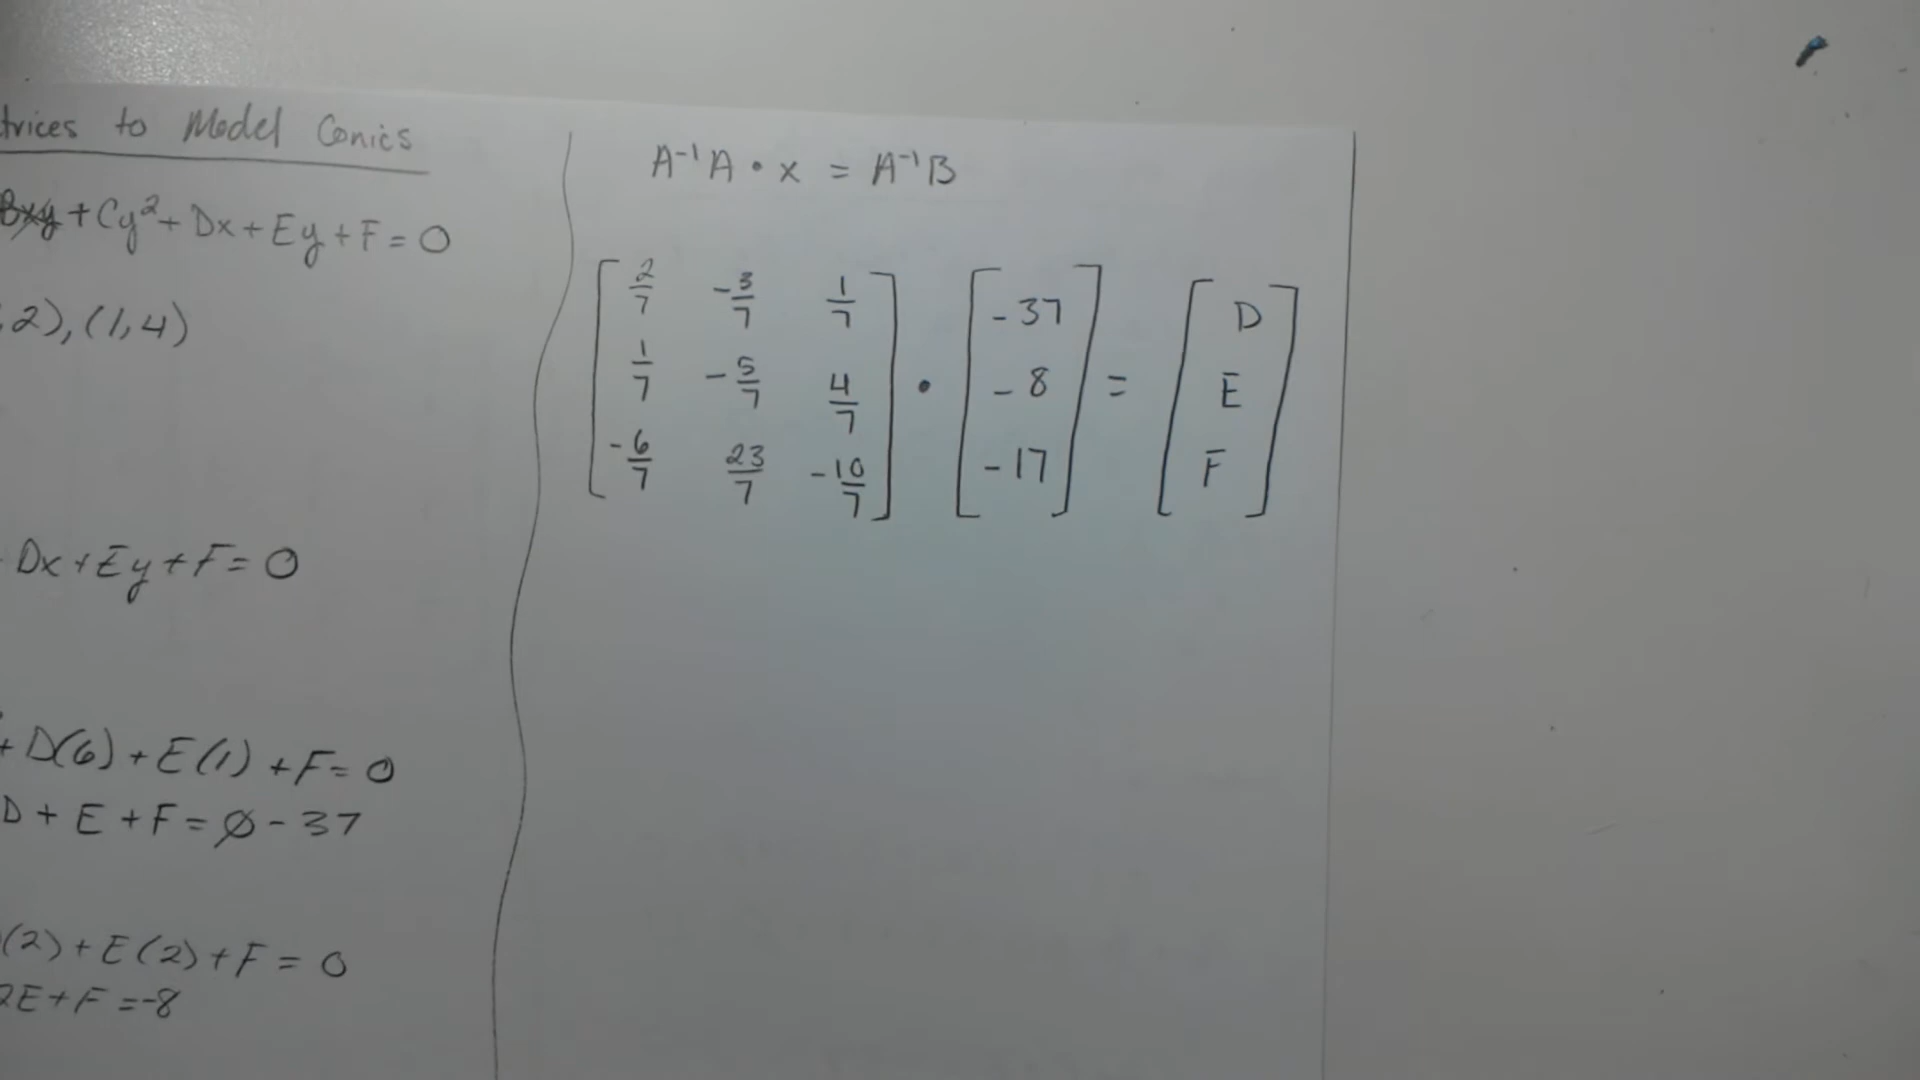 trices to Model Conics
Bxy + Cy² + Dx + Ey + F = 0
2), (1, 4)
Dx + Ey + F = 0
+ D(6) + E(1) + F = 0
D + E + F = 0 - 37
(2) + E(2) + F = 0
2E + F = -8
A⁻¹A • x = A⁻¹B
[ 2/7 -3/7 1/7 ] [ -37 ] [ D ]
[ 1/7 -5/7 4/7 ] • [ -8 ] = [ E ]
[ -6/7 23/7 -10/7 ] [ -17 ] [ F ]